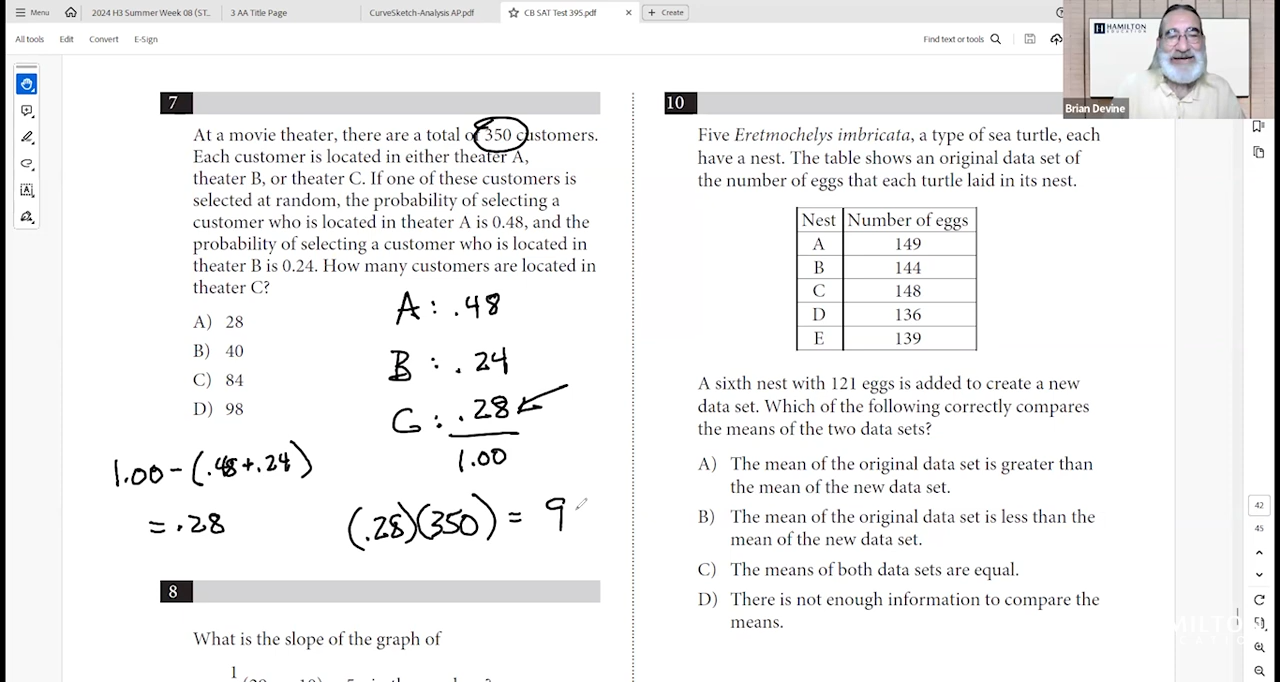 Menu
2024 H3 Summer Week 08 (ST...
3 AA Title Page
CurveSketch-Analysis AP.pdf
CB SAT Test 395.pdf
Create
All tools
Edit
Convert
E-Sign
Find text or tools
HAMILTON
EDUCATION
Brian Devine
7
At a movie theater, there are a total of 350 customers.
Each customer is located in either theater A,
theater B, or theater C. If one of these customers is
selected at random, the probability of selecting a
customer who is located in theater A is 0.48, and the
probability of selecting a customer who is located in
theater B is 0.24. How many customers are located in
theater C?
A) 28
B) 40
C) 84
D) 98
A : .48
B : .24
C : .28
1.00
1.00 - (.48 + .24)
= .28
(.28)(350) = 9
8
What is the slope of the graph of
10
Five Eretmochelys imbricata, a type of sea turtle, each
have a nest. The table shows an original data set of
the number of eggs that each turtle laid in its nest.
Nest Number of eggs
A 149
B 144
C 148
D 136
E 139
A sixth nest with 121 eggs is added to create a new
data set. Which of the following correctly compares
the means of the two data sets?
A) The mean of the original data set is greater than
the mean of the new data set.
B) The mean of the original data set is less than the
mean of the new data set.
C) The means of both data sets are equal.
D) There is not enough information to compare the
means.
42
45